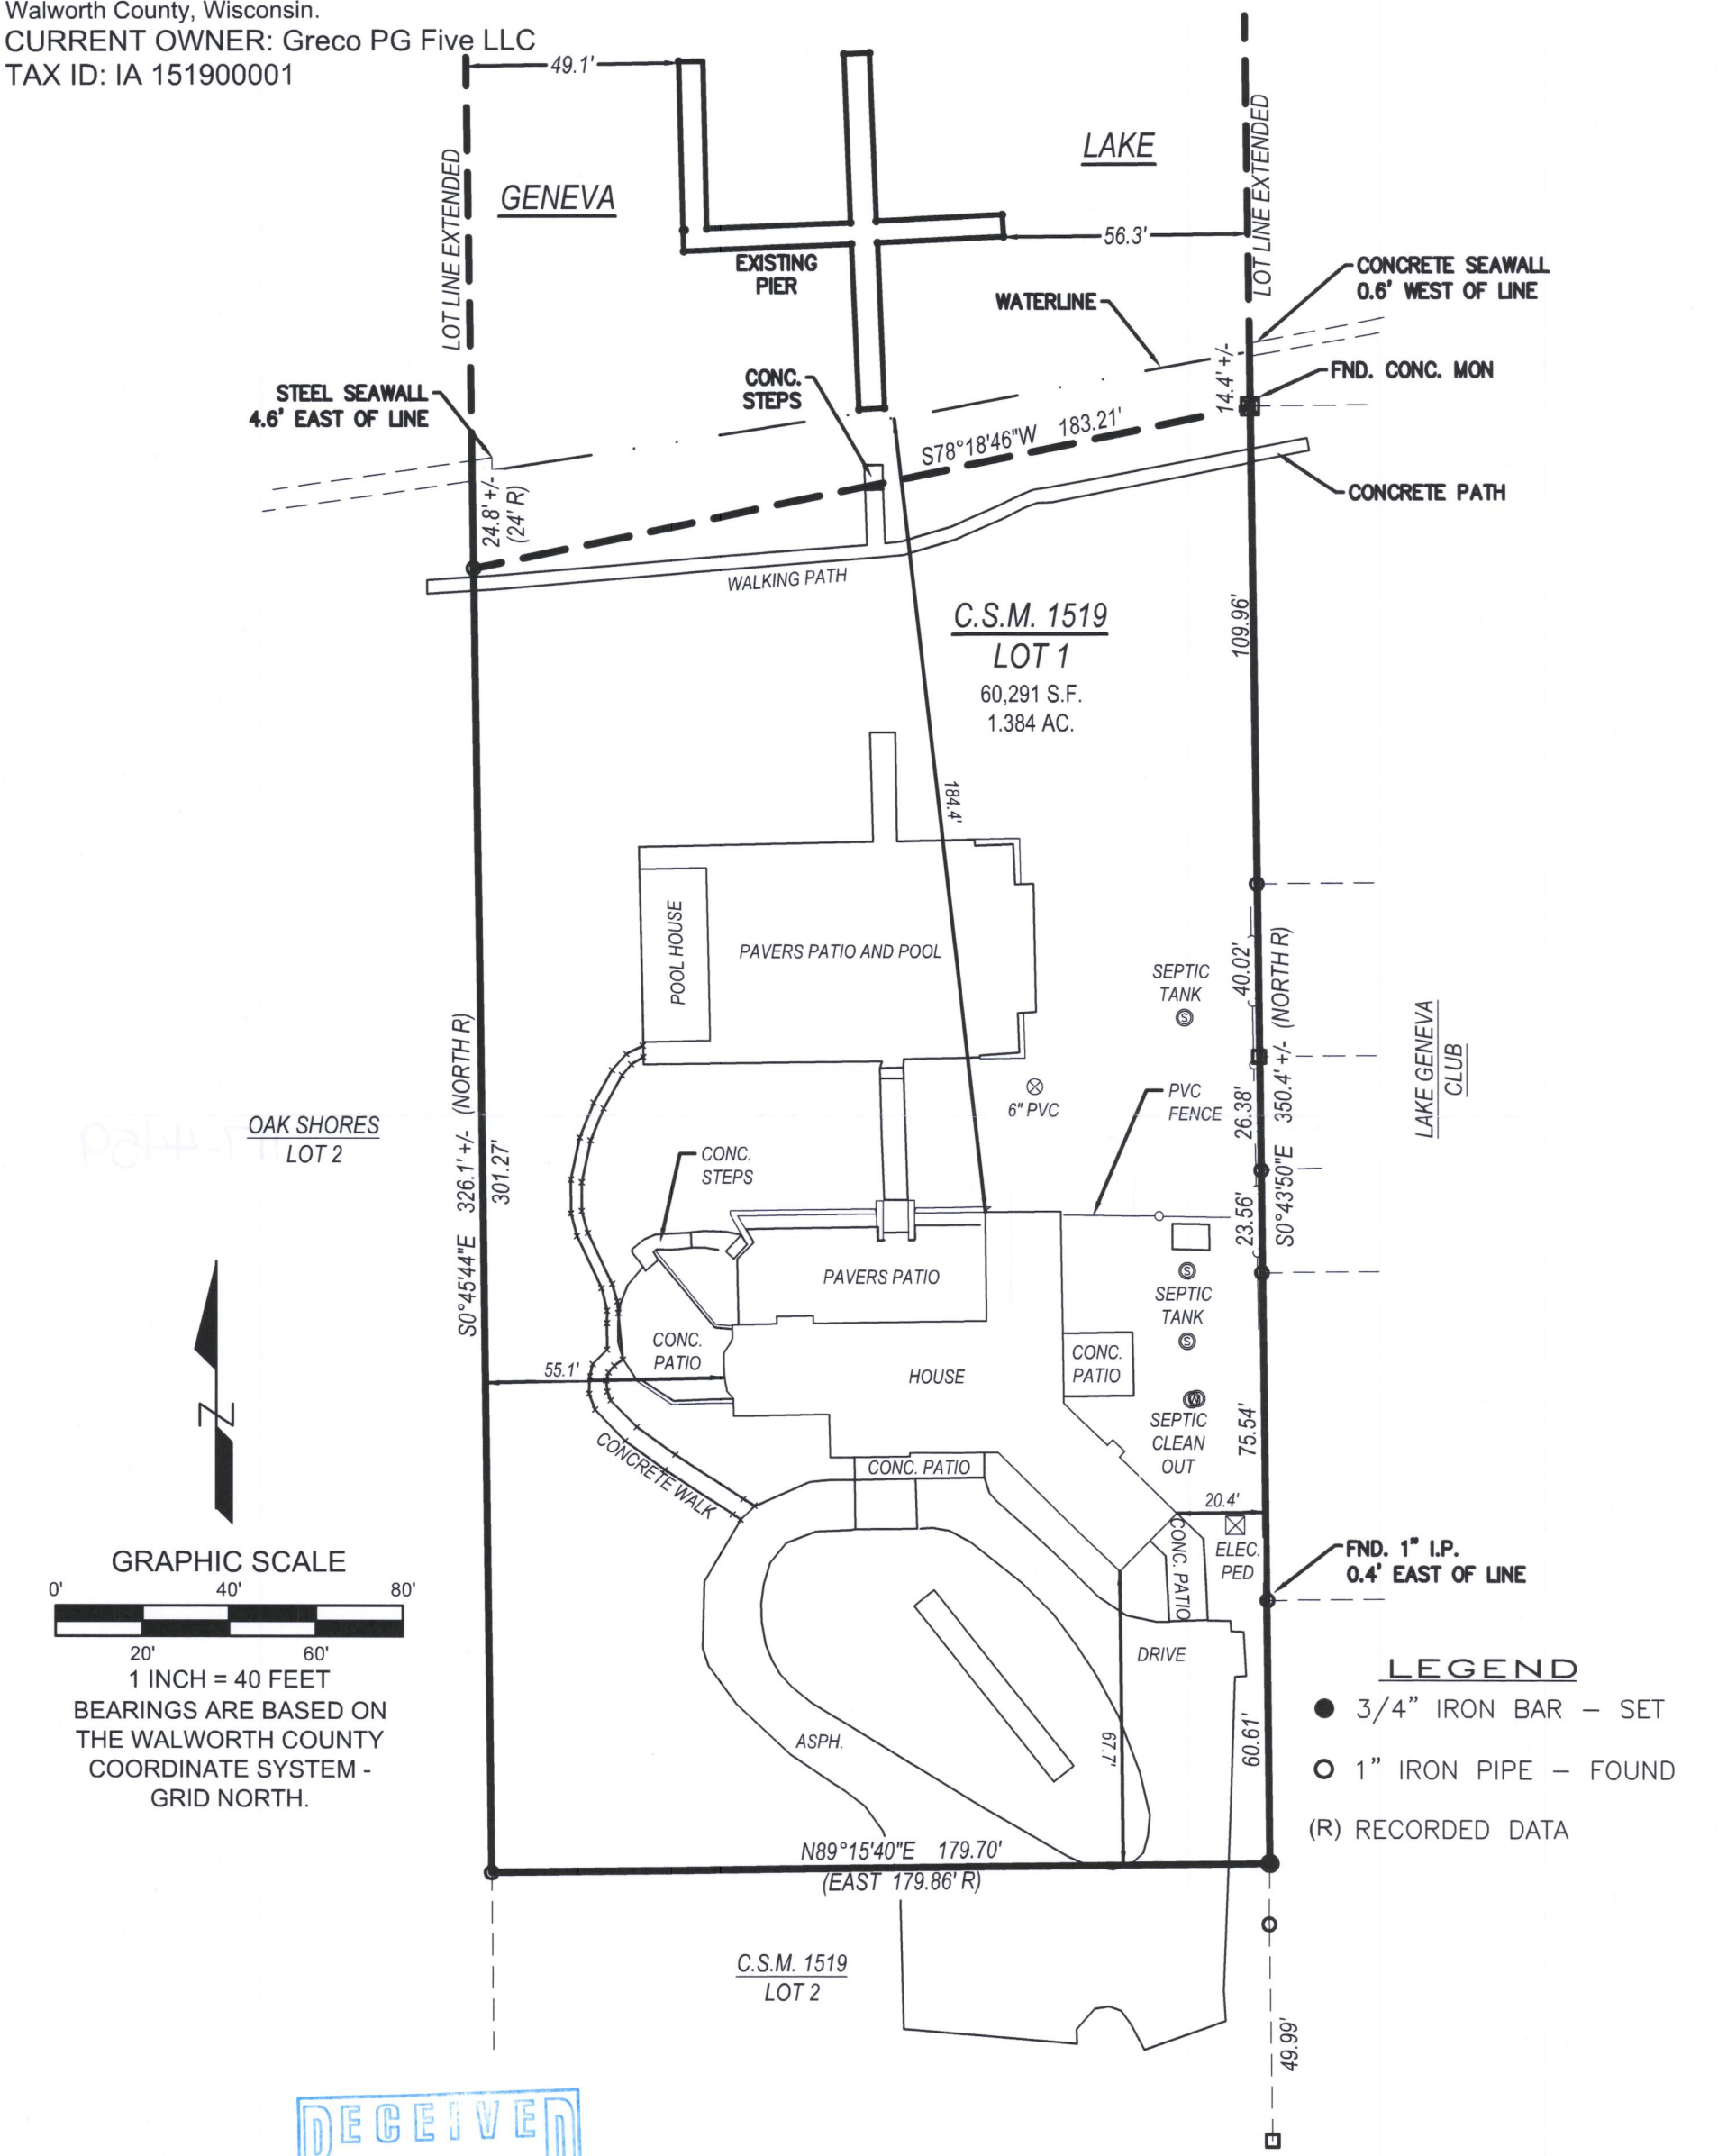 Walworth County, Wisconsin.
CURRENT OWNER: Greco PG Five LLC
TAX ID: IA 151900001
49.1'
LOT LINE EXTENDED
GENEVA
LAKE
LOT LINE EXTENDED
56.3'
EXISTING
PIER
CONCRETE SEAWALL
0.6' WEST OF LINE
WATERLINE
14.4' +/-
FND. CONC. MON
STEEL SEAWALL
4.6' EAST OF LINE
CONC.
STEPS
S78°18'46"W 183.21'
CONCRETE PATH
24.8' +/-
(24' R)
WALKING PATH
C.S.M. 1519
LOT 1
60,291 S.F.
1.384 AC.
109.96'
184.4'
POOL HOUSE
PAVERS PATIO AND POOL
SEPTIC
TANK
40.02'
S0°43'50"E 350.4' +/- (NORTH R)
LAKE GENEVA
CLUB
6" PVC
PVC
FENCE
26.38'
OAK SHORES
LOT 2
S0°45'44"E 326.1' +/- (NORTH R)
301.27'
CONC.
STEPS
23.56'
PAVERS PATIO
SEPTIC
TANK
CONC.
PATIO
55.1'
HOUSE
CONC.
PATIO
SEPTIC
CLEAN
OUT
75.54'
N
CONCRETE WALK
CONC. PATIO
20.4'
CONC. PATIO
ELEC.
PED
FND. 1" I.P.
0.4' EAST OF LINE
GRAPHIC SCALE
0' 40' 80'
20' 60'
1 INCH = 40 FEET
BEARINGS ARE BASED ON
THE WALWORTH COUNTY
COORDINATE SYSTEM -
GRID NORTH.
DRIVE
ASPH.
67.7'
60.61'
LEGEND
3/4" IRON BAR - SET
1" IRON PIPE - FOUND
(R) RECORDED DATA
N89°15'40"E 179.70'
(EAST 179.86' R)
C.S.M. 1519
LOT 2
49.99'
RECEIVED